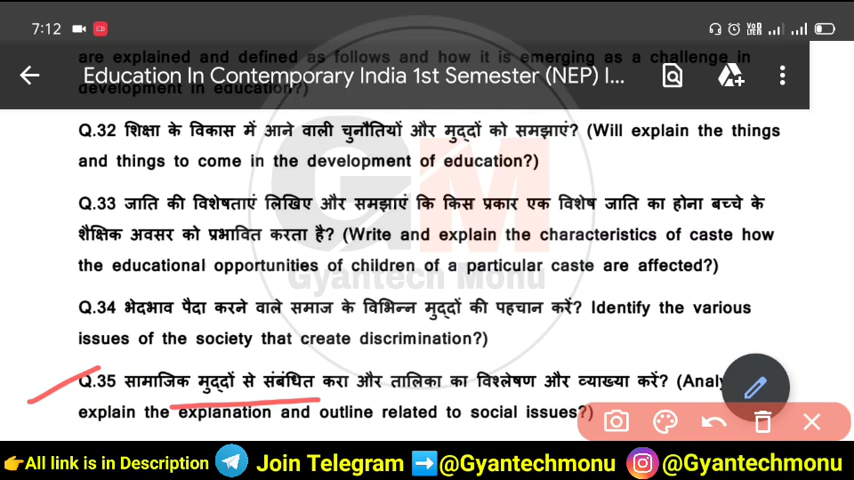 7:12
are explained and defined as follows and how it is emerging as a challenge in
Education In Contemporary India 1st Semester (NEP) I...
development in education?)
Q.32 शिक्षा के विकास में आने वाली चुनौतियों और मुद्दों को समझाएं? (Will explain the things
and things to come in the development of education?)
Q.33 जाति की विशेषताएं लिखिए और समझाएं कि किस प्रकार एक विशेष जाति का होना बच्चे के
शैक्षिक अवसर को प्रभावित करता है? (Write and explain the characteristics of caste how
the educational opportunities of children of a particular caste are affected?)
GM
Gyantech Monu
Q.34 भेदभाव पैदा करने वाले समाज के विभिन्न मुद्दों की पहचान करें? Identify the various
issues of the society that create discrimination?)
Q.35 सामाजिक मुद्दों से संबंधित करा और तालिका का विश्लेषण और व्याख्या करें? (Analy
explain the explanation and outline related to social issues?)
👉All link is in Description Join Telegram ➡@Gyantechmonu @Gyantechmonu